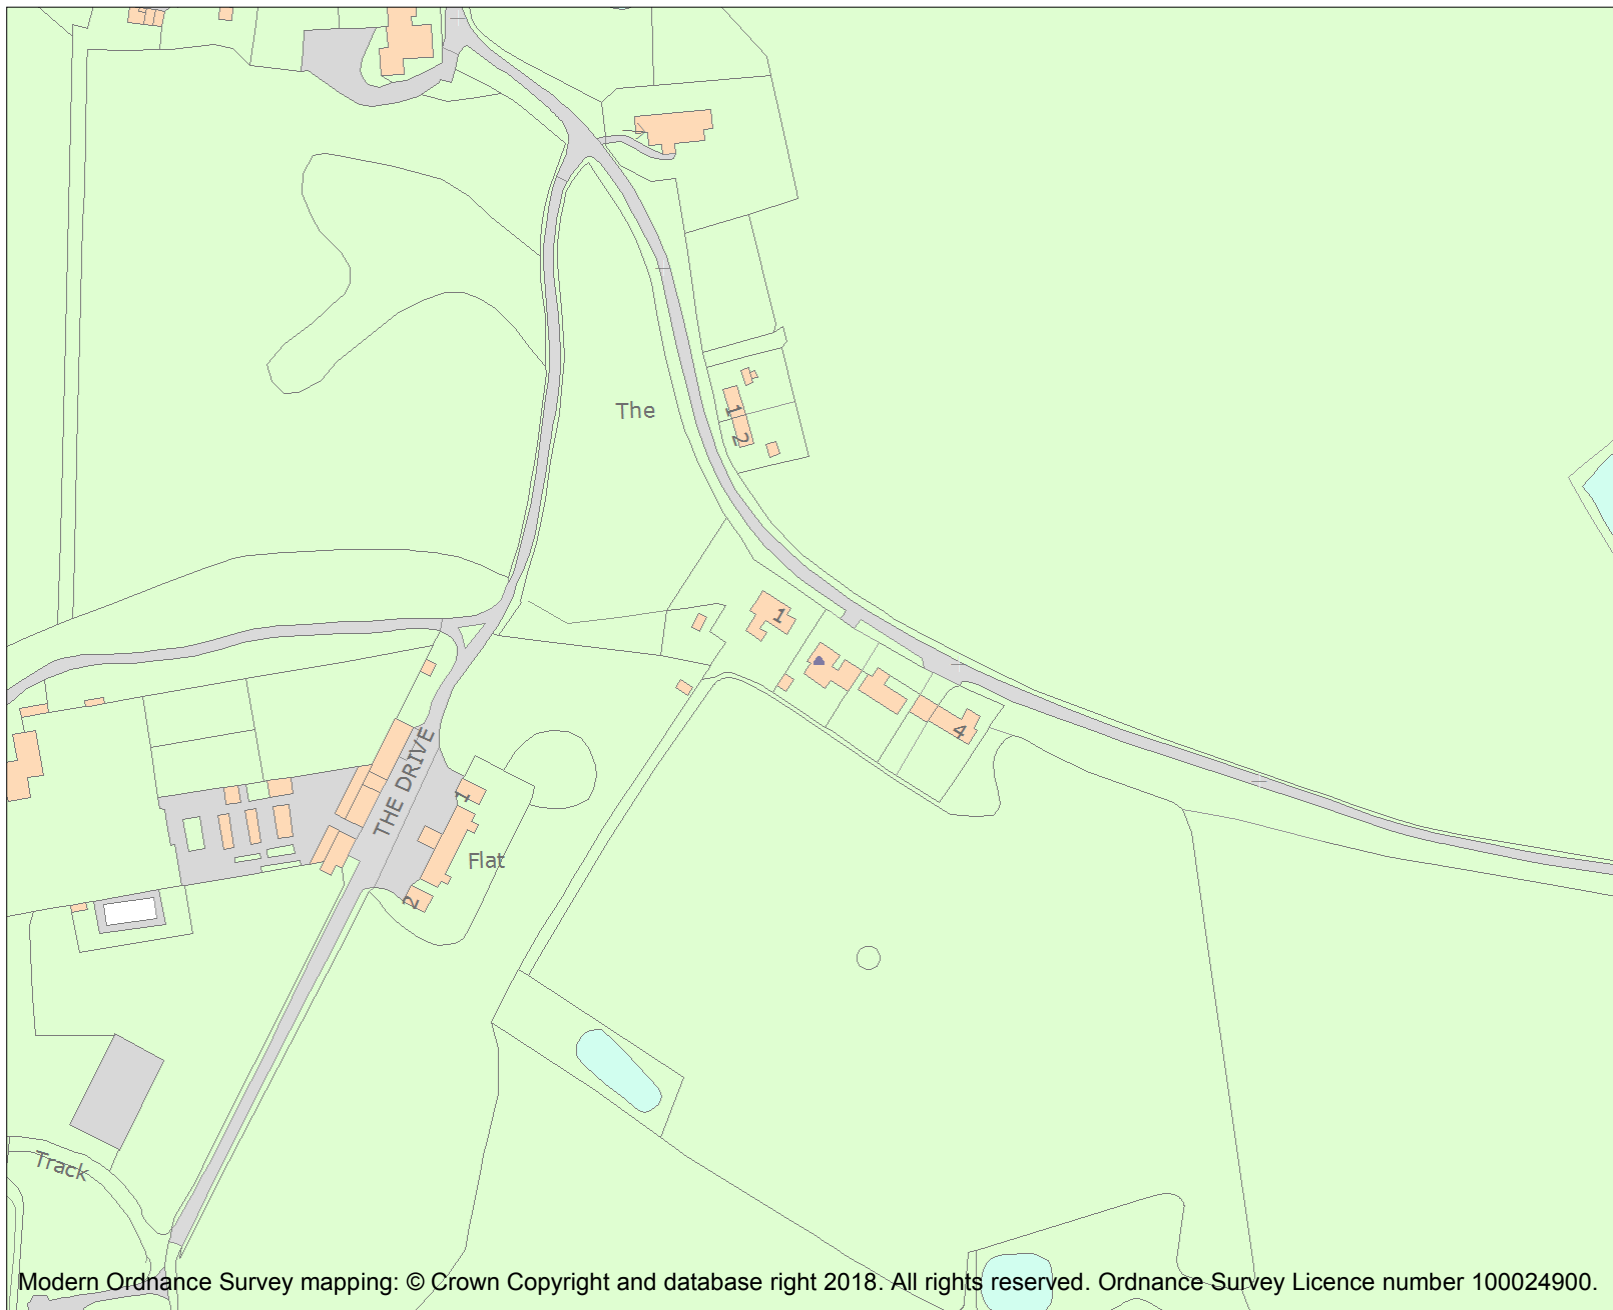 The
1
2
1
4
THE DRIVE
1
Flat
2
Track
Modern Ordnance Survey mapping: © Crown Copyright and database right 2018. All rights reserved. Ordnance Survey Licence number 100024900.